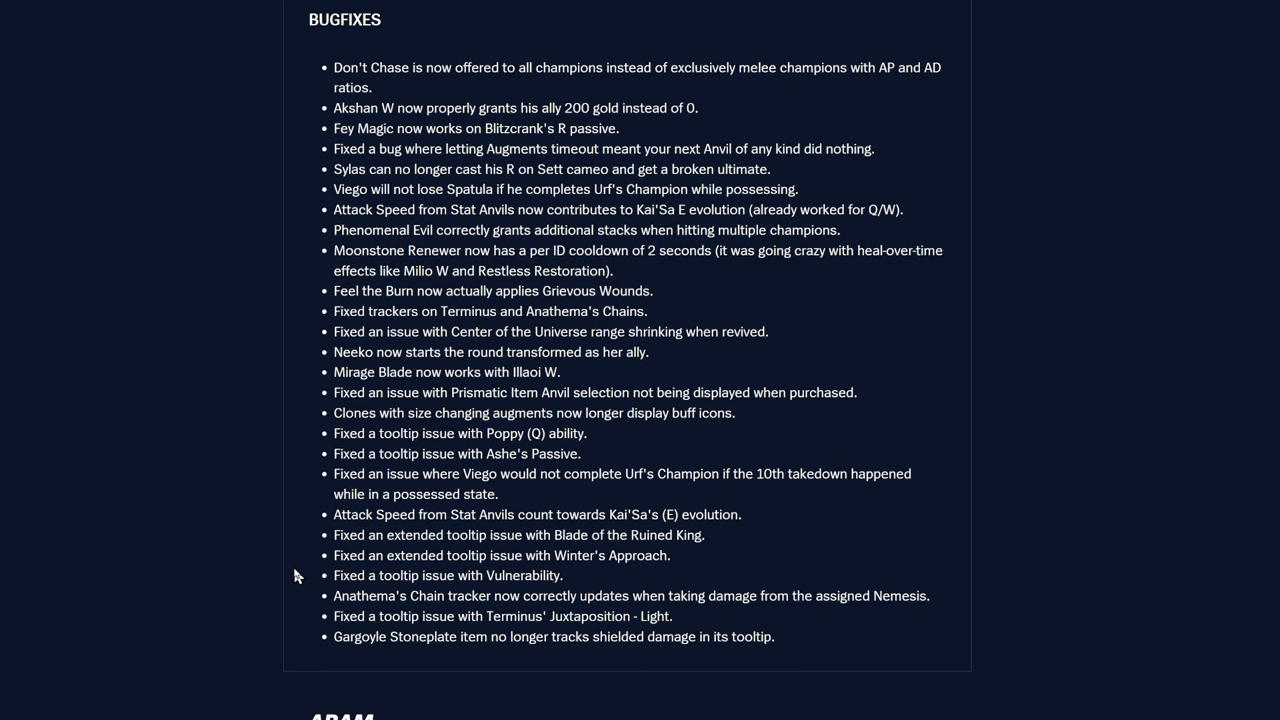 BUGFIXES
• Don't Chase is now offered to all champions instead of exclusively melee champions with AP and AD
ratios.
• Akshan W now properly grants his ally 200 gold instead of 0.
• Fey Magic now works on Blitzcrank's R passive.
• Fixed a bug where letting Augments timeout meant your next Anvil of any kind did nothing.
• Sylas can no longer cast his R on Sett cameo and get a broken ultimate.
• Viego will not lose Spatula if he completes Urf's Champion while possessing.
• Attack Speed from Stat Anvils now contributes to Kai'Sa E evolution (already worked for Q/W).
• Phenomenal Evil correctly grants additional stacks when hitting multiple champions.
• Moonstone Renewer now has a per ID cooldown of 2 seconds (it was going crazy with heal-over-time
effects like Milio W and Restless Restoration).
• Feel the Burn now actually applies Grievous Wounds.
• Fixed trackers on Terminus and Anathema's Chains.
• Fixed an issue with Center of the Universe range shrinking when revived.
• Neeko now starts the round transformed as her ally.
• Mirage Blade now works with Illaoi W.
• Fixed an issue with Prismatic Item Anvil selection not being displayed when purchased.
• Clones with size changing augments now longer display buff icons.
• Fixed a tooltip issue with Poppy (Q) ability.
• Fixed a tooltip issue with Ashe's Passive.
• Fixed an issue where Viego would not complete Urf's Champion if the 10th takedown happened
while in a possessed state.
• Attack Speed from Stat Anvils count towards Kai'Sa's (E) evolution.
• Fixed an extended tooltip issue with Blade of the Ruined King.
• Fixed an extended tooltip issue with Winter's Approach.
• Fixed a tooltip issue with Vulnerability.
• Anathema's Chain tracker now correctly updates when taking damage from the assigned Nemesis.
• Fixed a tooltip issue with Terminus' Juxtaposition - Light.
• Gargoyle Stoneplate item no longer tracks shielded damage in its tooltip.
ARAM